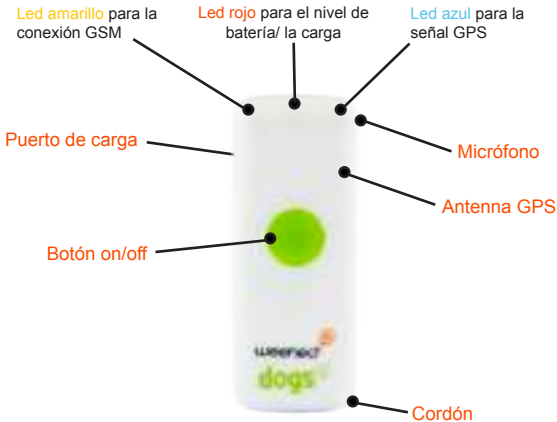 Led amarillo para la
conexión GSM
Led rojo para el nivel de
batería/ la carga
Led azul para la
señal GPS
Puerto de carga
Micrófono
Antenna GPS
Botón on/off
weenect
dogs
Cordón